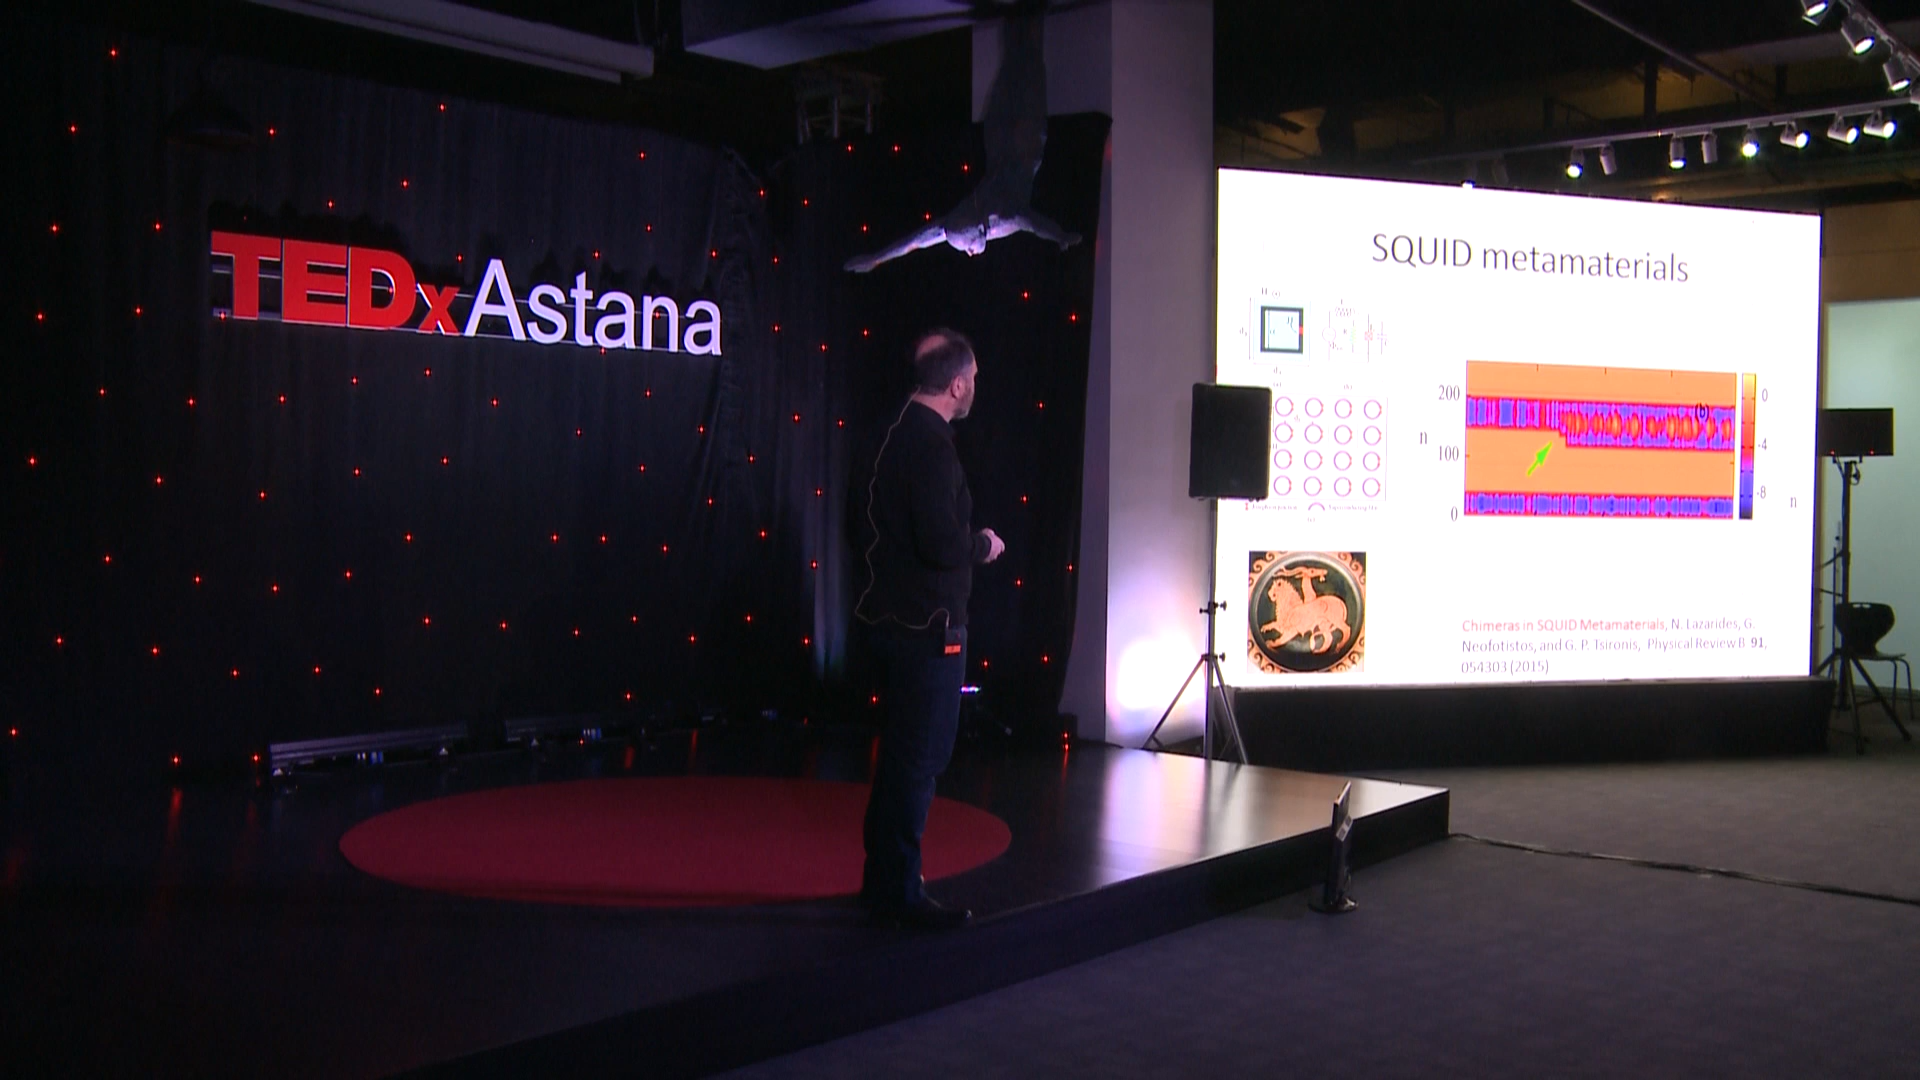 TEDxAstana
SQUID metamaterials
200
100
0
n
(b)
0
-4
-8
n
Chimeras in SQUID Metamaterials, N. Lazarides, G.
Neofotistos, and G. P. Tsironis, Physical Review B 91,
054303 (2015)